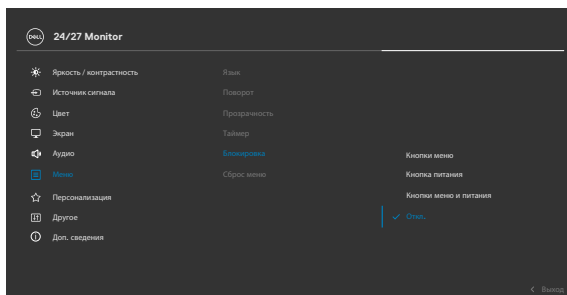 DELL 24/27 Monitor
Яркость / контрастность
Источник сигнала
Цвет
Экран
Аудио
Меню
Персонализация
Другое
Доп. сведения
Язык
Поворот
Прозрачность
Таймер
Блокировка
Сброс меню
Кнопки меню
Кнопка питания
Кнопки меню и питания
Откл.
Выход